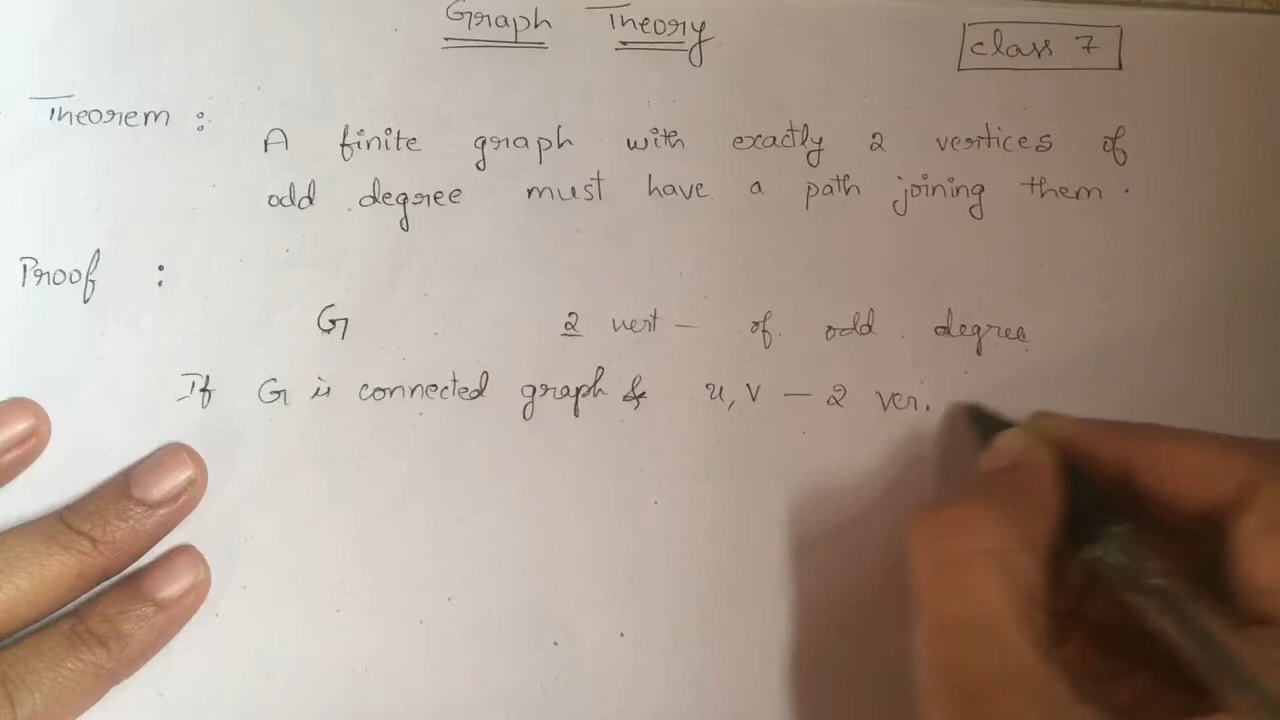 Graph Theory
class 7
Theorem :
A finite graph with exactly 2 vertices of
odd degree must have a path joining them.
Proof :
G 2 vert — of odd degree
If G is connected graph & u, v — 2 ver.